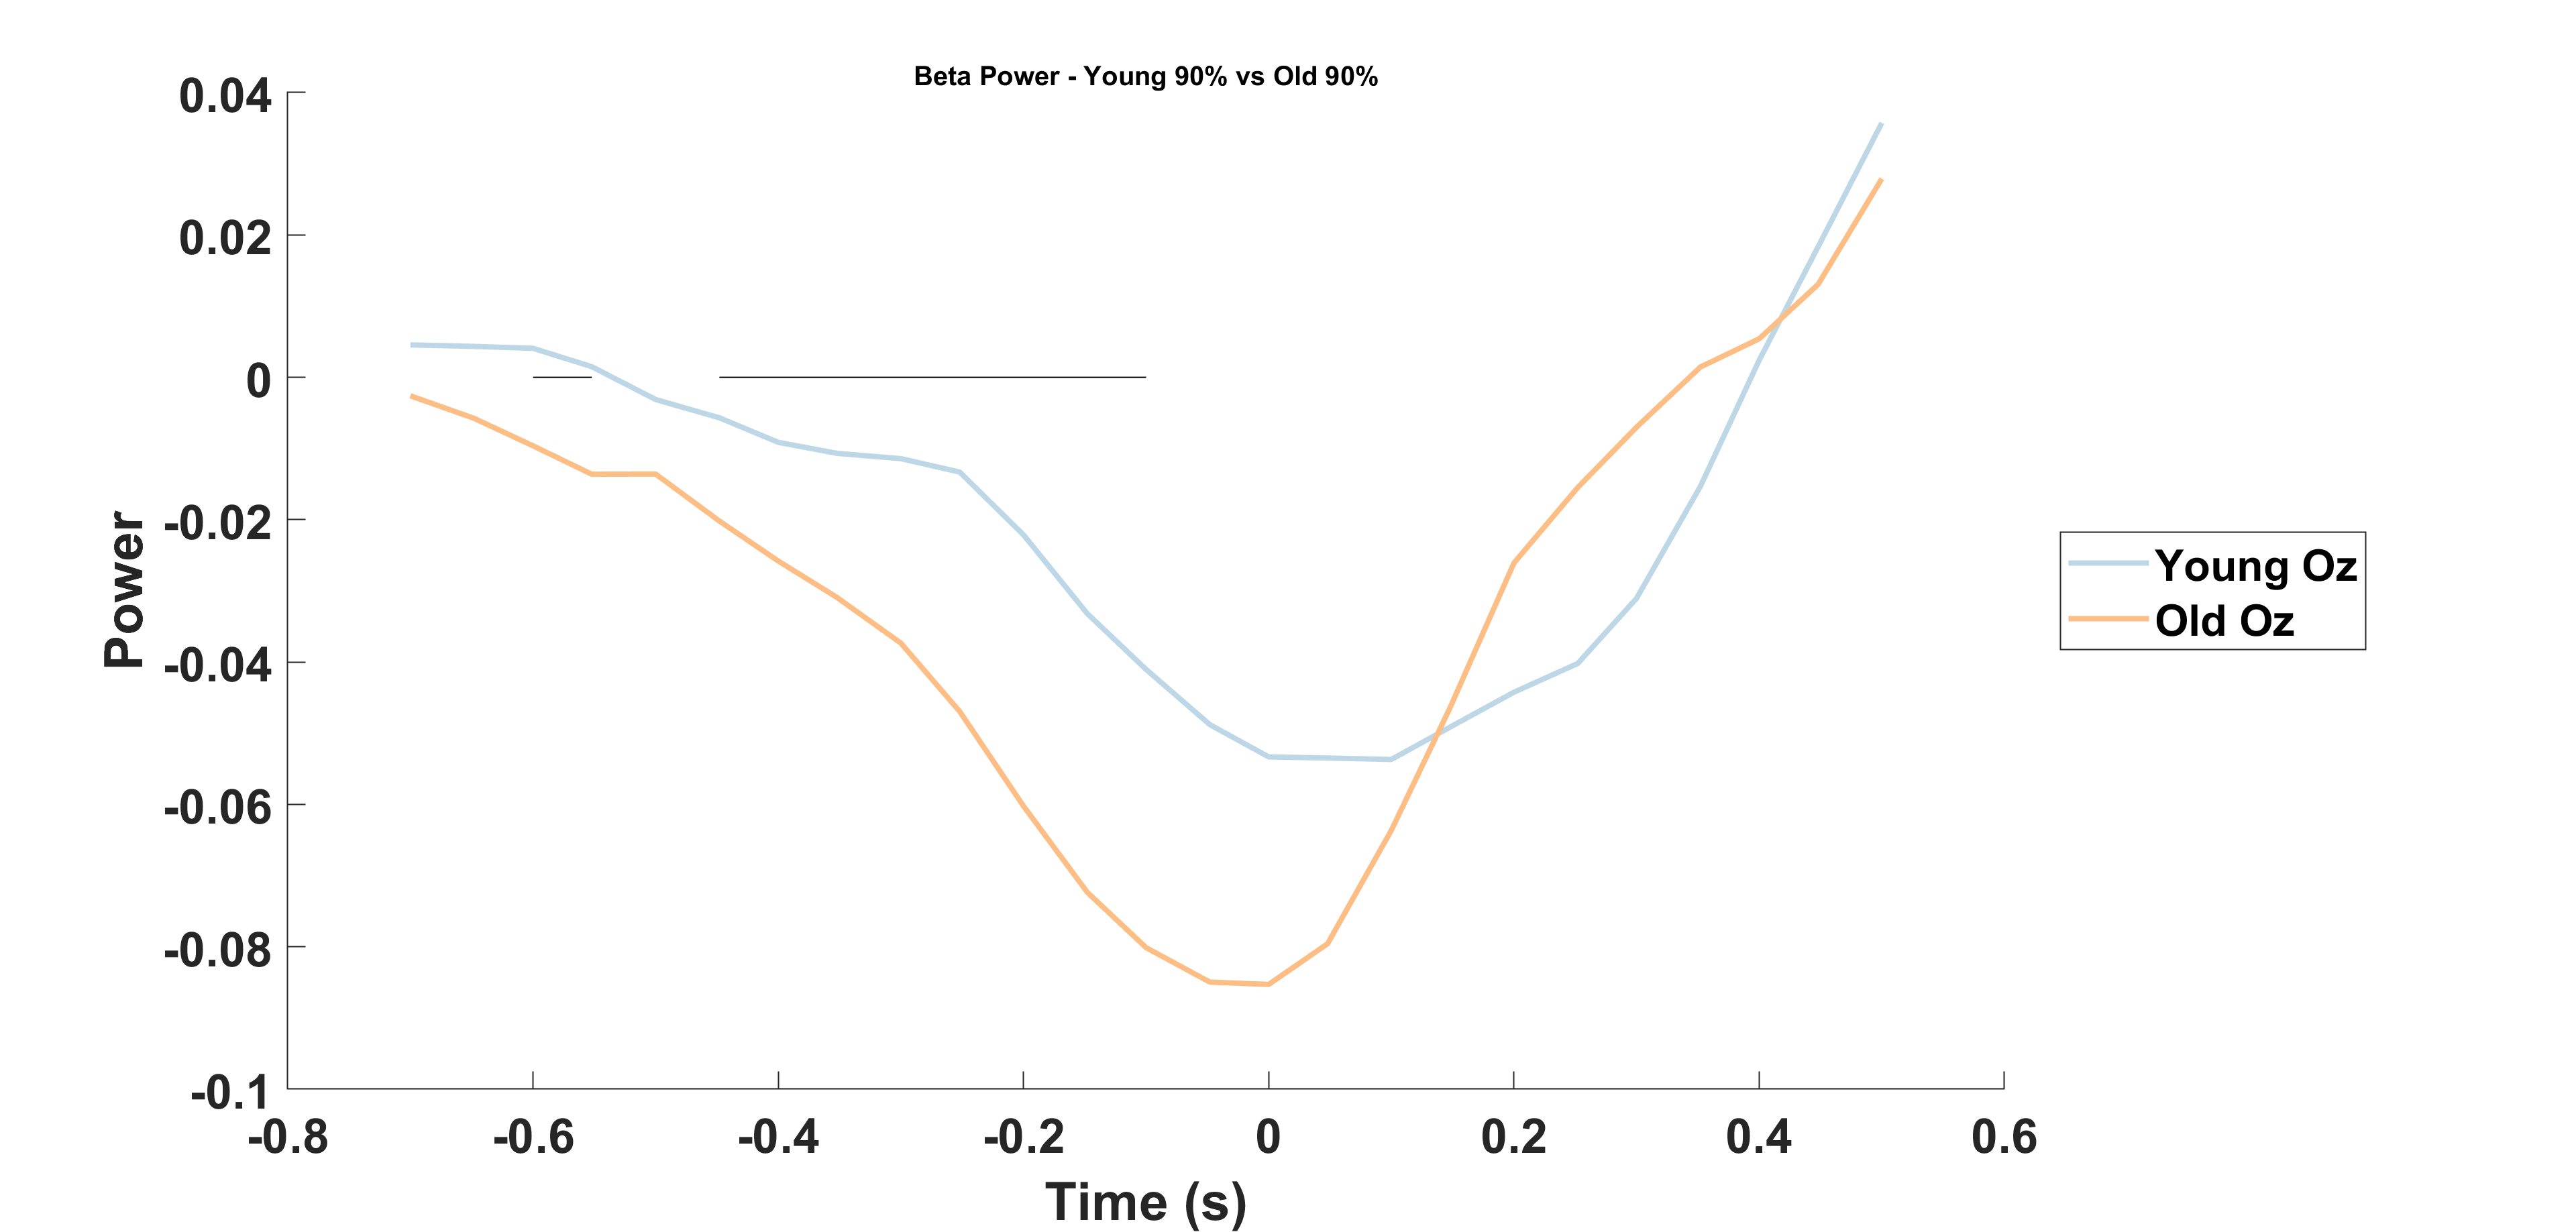 Beta Power - Young 90% vs Old 90%
0.04
0.02
0
-0.02
-0.04
-0.06
-0.08
-0.1
Power
-0.8 -0.6 -0.4 -0.2 0 0.2 0.4 0.6
Time (s)
Young Oz
Old Oz